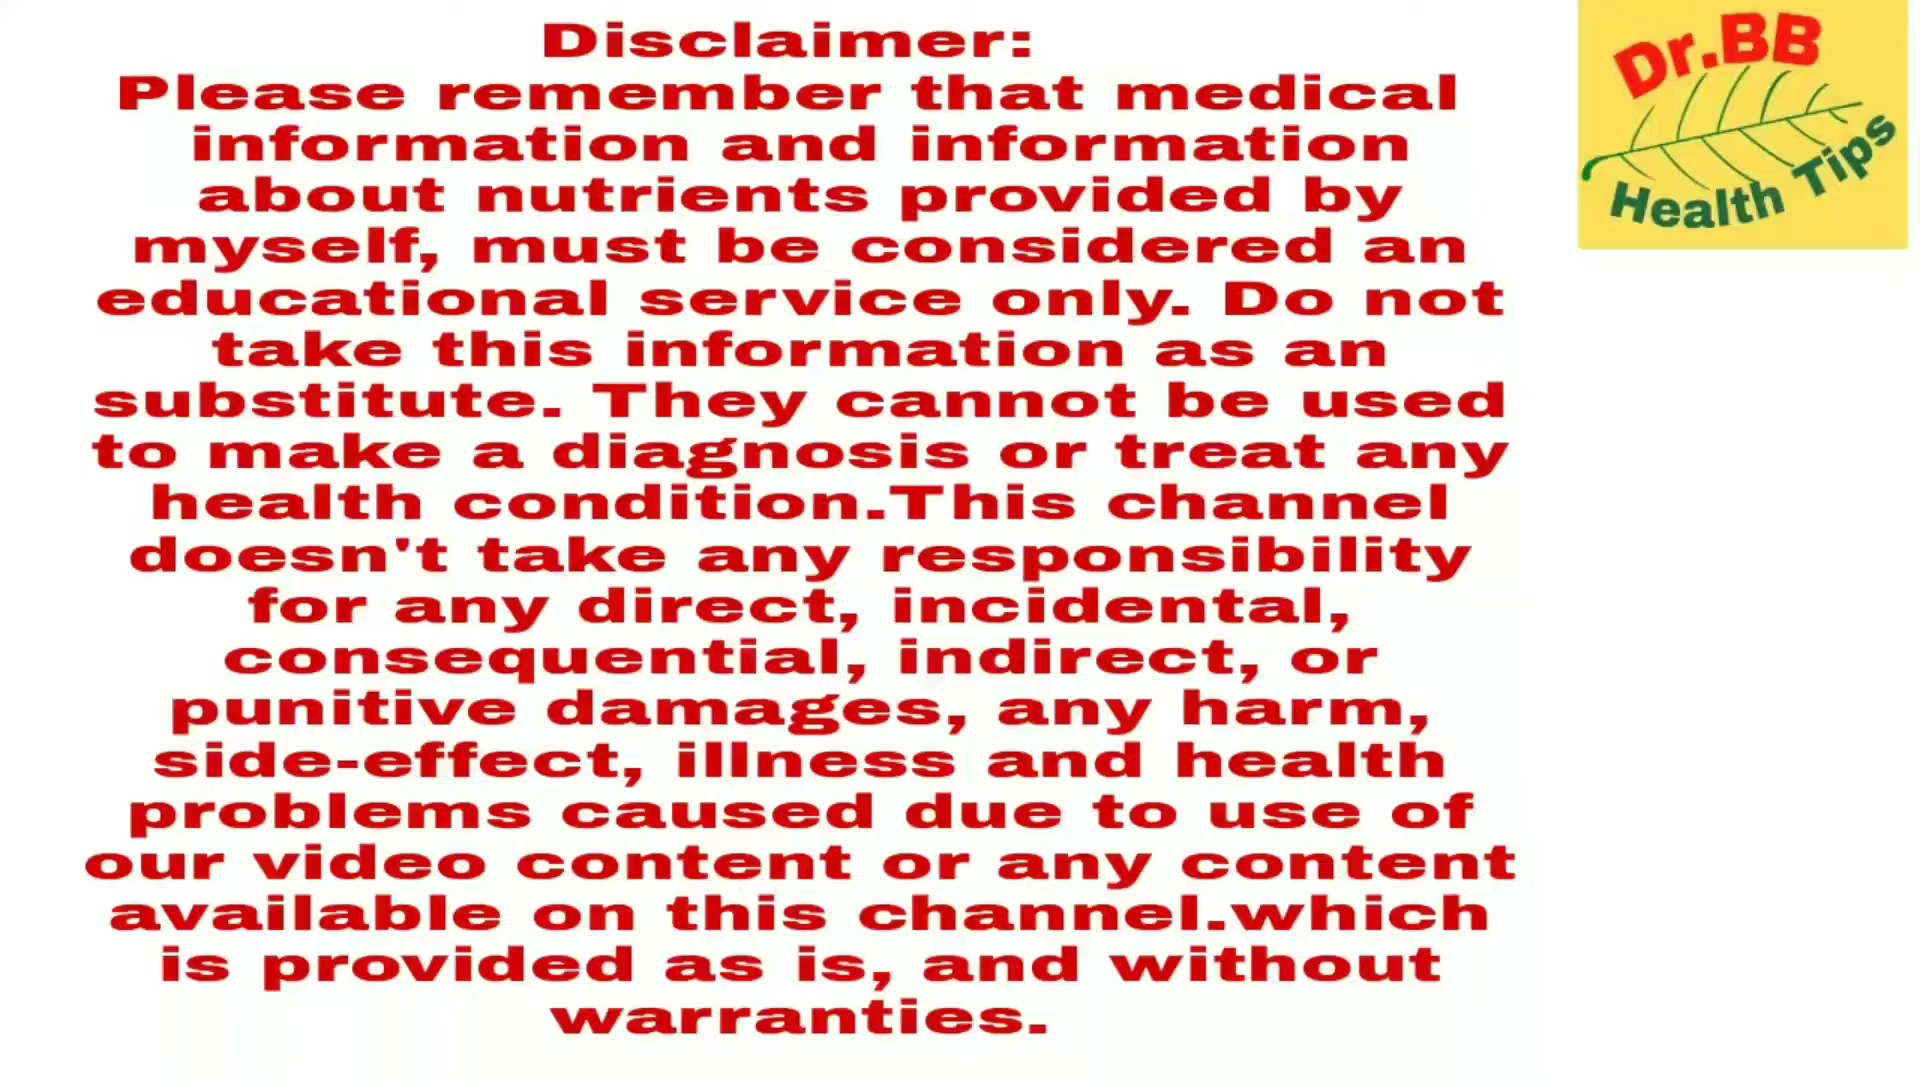 Disclaimer:
Please remember that medical
information and information
about nutrients provided by
myself, must be considered an
educational service only. Do not
take this information as an
substitute. They cannot be used
to make a diagnosis or treat any
health condition.This channel
doesn't take any responsibility
for any direct, incidental,
consequential, indirect, or
punitive damages, any harm,
side-effect, illness and health
problems caused due to use of
our video content or any content
available on this channel.which
is provided as is, and without
warranties.
Dr.BB
Health Tips